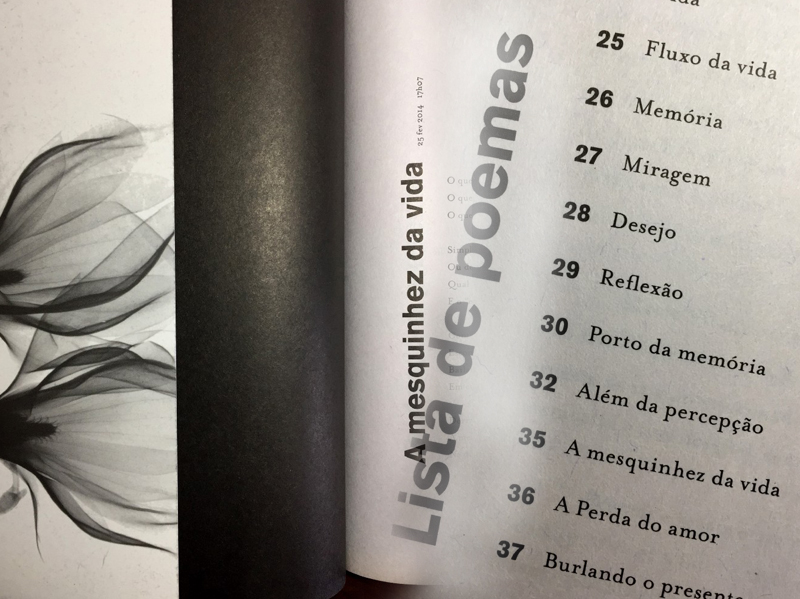 A mesquinhez da vida 25 fev 2014 17h07
O
O
O
Lista de poemas
25 Fluxo da vida
26 Memória
27 Miragem
28 Desejo
29 Reflexão
30 Porto da memória
32 Além da percepção
35 A mesquinhez da vida
36 A Perda do amor
37 Burlando o presente